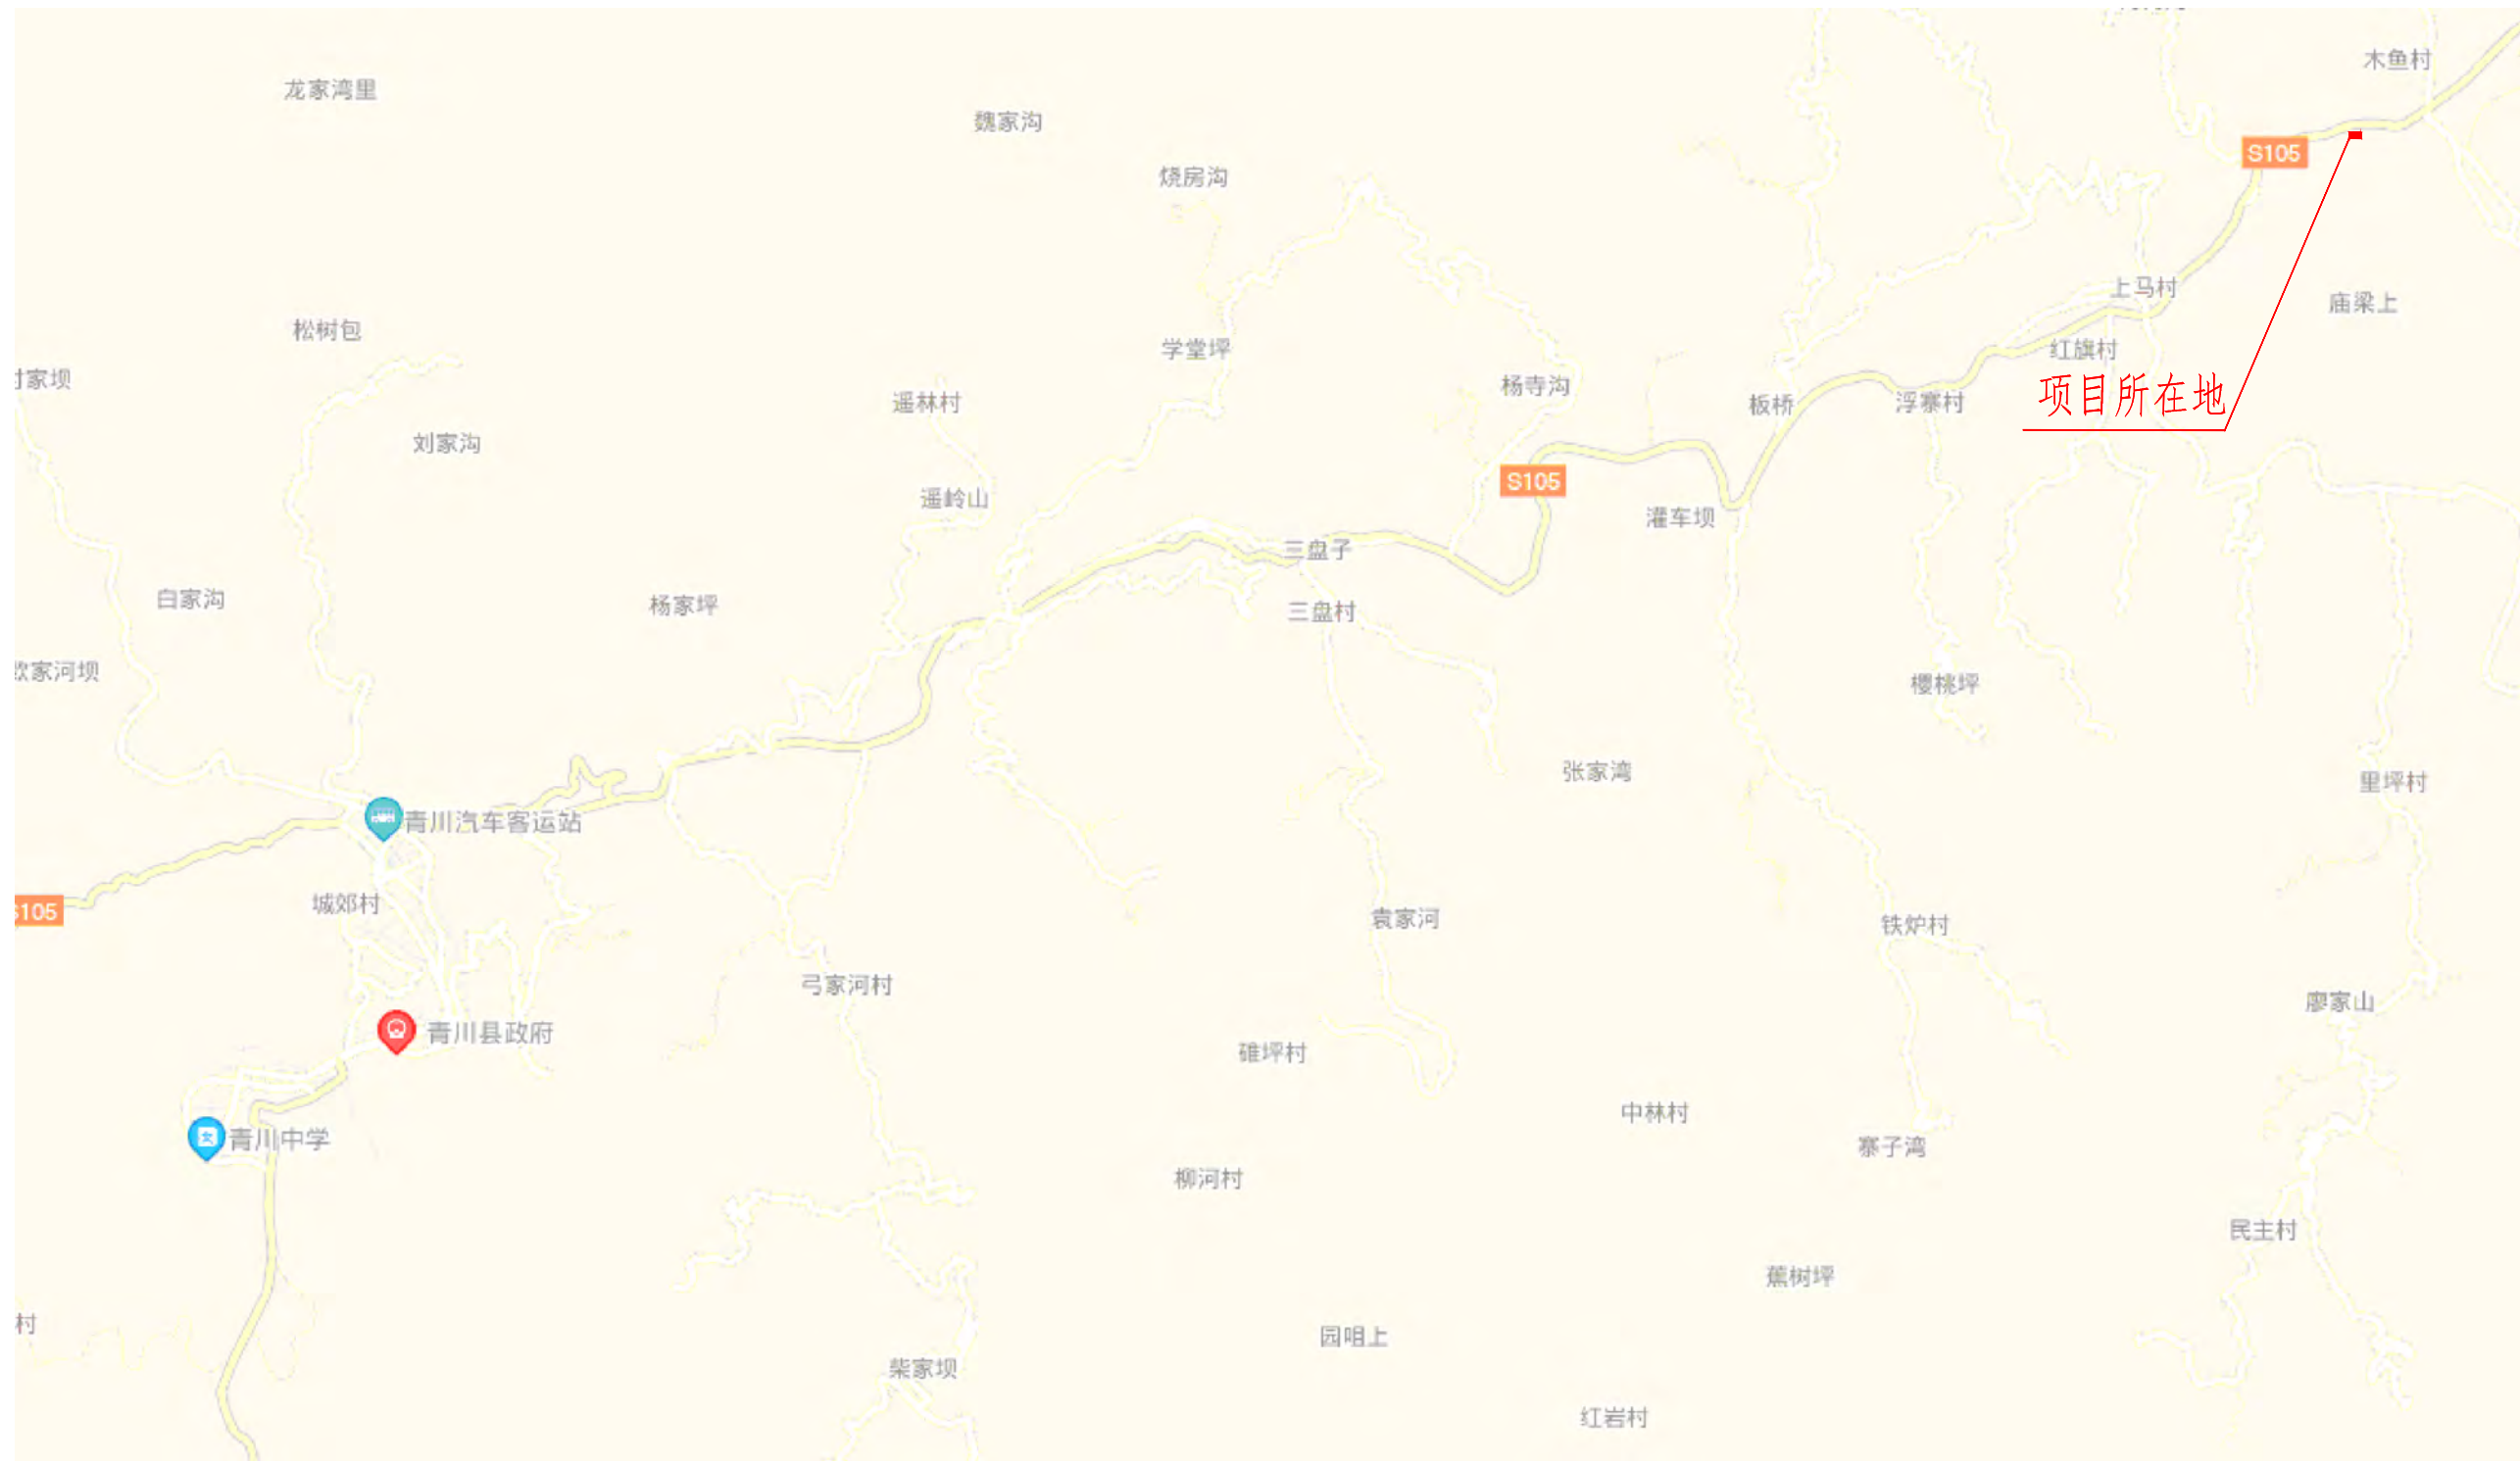 木鱼村
龙家湾里
魏家沟
S105
烧房沟
上马村
庙梁上
松树包
学堂坪
红旗村
家坝
杨寺沟
项目所在地
遥林村
板桥
浮寨村
刘家沟
S105
遥岭山
灌车坝
三盘子
白家沟
杨家坪
三盘村
家河坝
樱桃坪
张家湾
里坪村
青川汽车客运站
城郊村
S105
袁家河
铁炉村
弓家河村
廖家山
青川县政府
碓坪村
中林村
青川中学
寨子湾
柳河村
民主村
蕉树坪
村
园咀上
柴家坝
红岩村